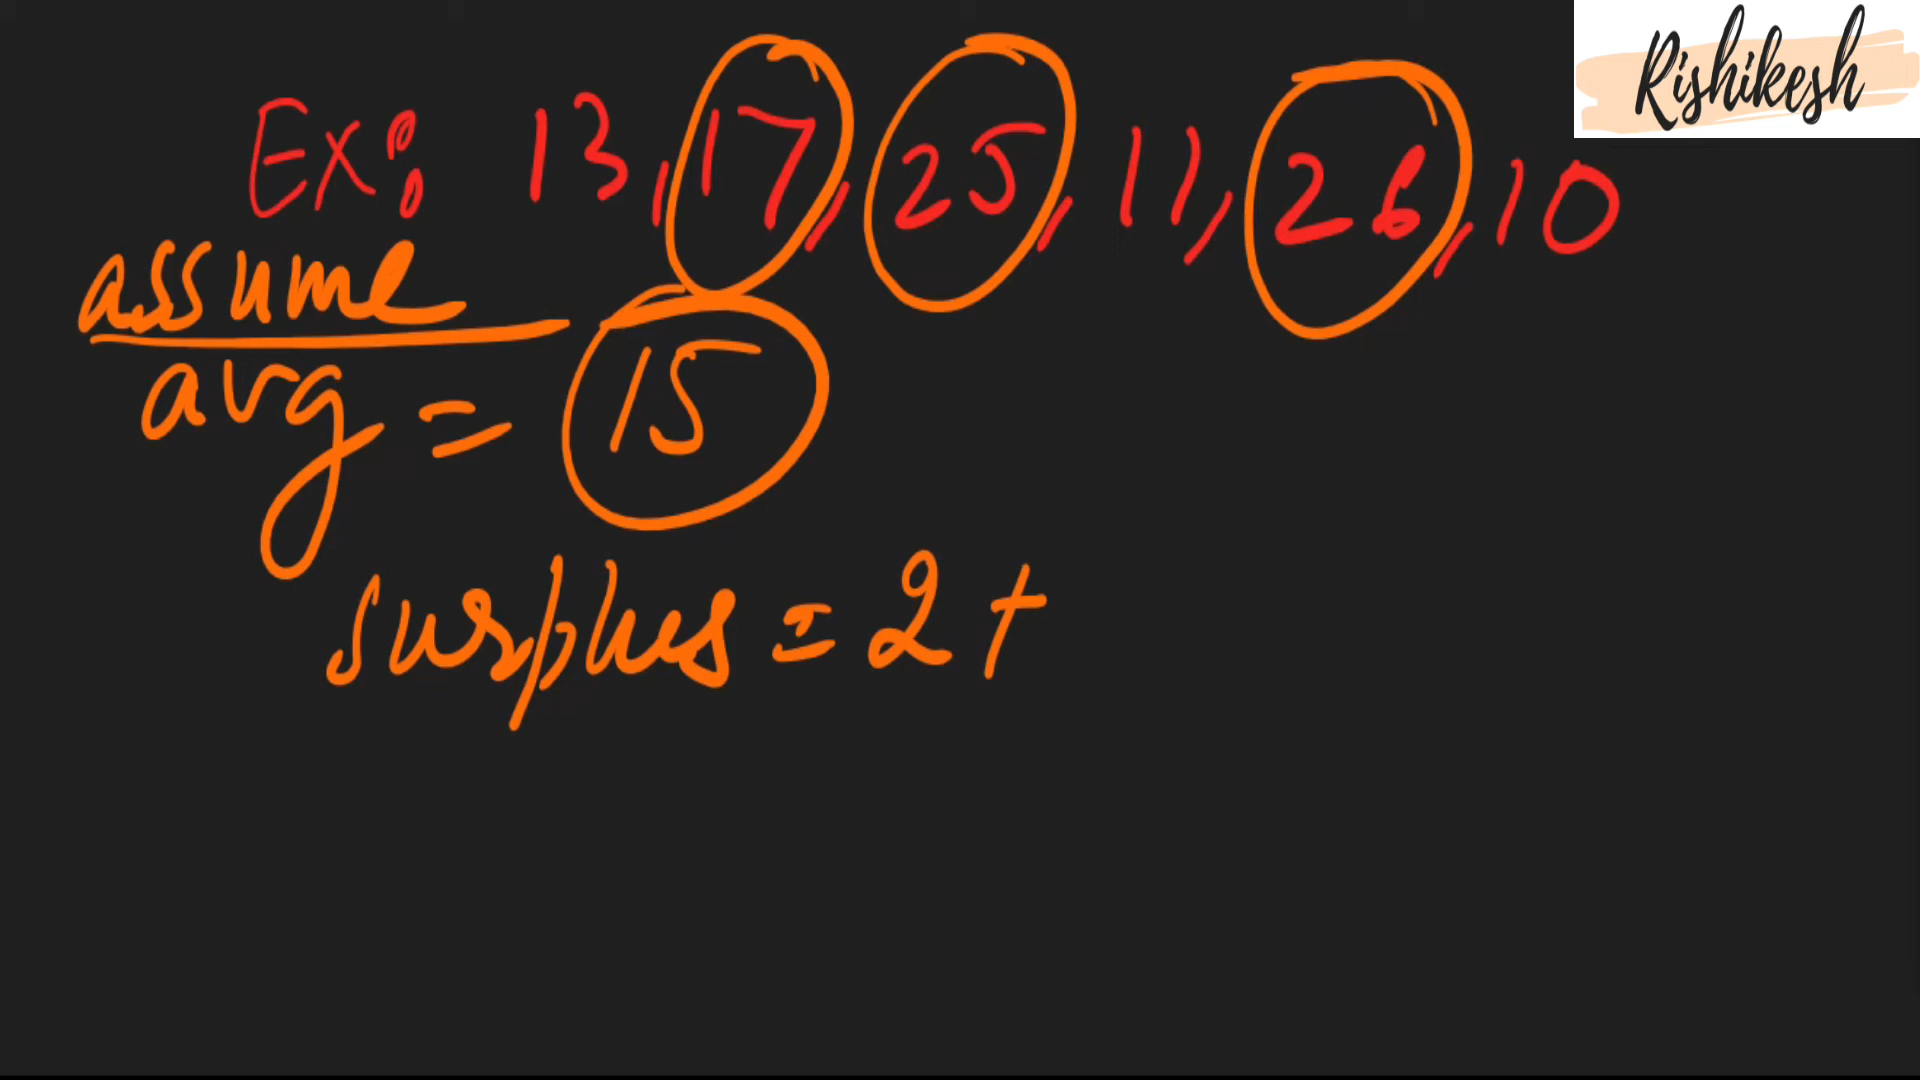 Rishikesh
Ex: 13, 17, 25, 11, 26, 10
assume
avg = 15
surplus = 2 +